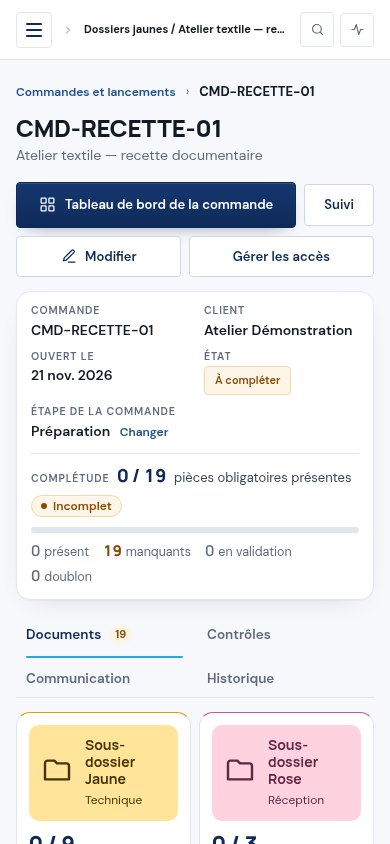 Dossiers jaunes / Atelier textile — re...
Commandes et lancements › CMD-RECETTE-01
CMD-RECETTE-01
Atelier textile — recette documentaire
Tableau de bord de la commande
Suivi
Modifier
Gérer les accès
COMMANDE
CMD-RECETTE-01
CLIENT
Atelier Démonstration
OUVERT LE
21 nov. 2026
ÉTAT
À compléter
ÉTAPE DE LA COMMANDE
Préparation Changer
COMPLÉTUDE 0 / 19 pièces obligatoires présentes
Incomplet
0 présent 19 manquants 0 en validation
0 doublon
Documents 19
Contrôles
Communication
Historique
Sous-
dossier
Jaune
Technique
0 / 9
Sous-
dossier
Rose
Réception
0 / 3